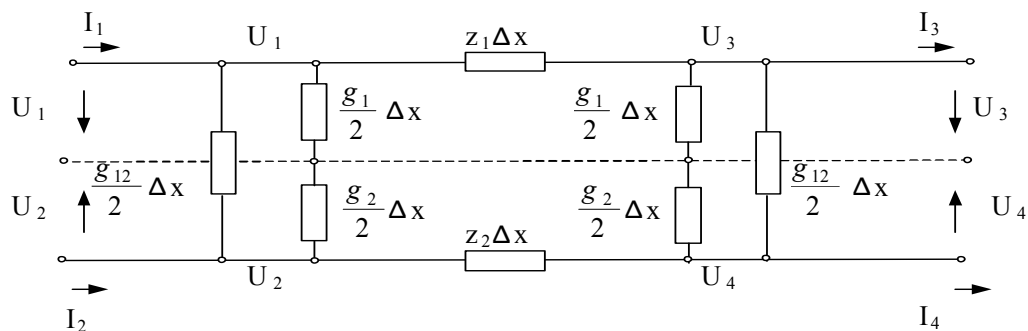 I₁ I₃
U₁ z₁Δx U₃
U₁ g₁/2 Δx g₁/2 Δx U₃
U₂ g₁₂/2 Δx g₂/2 Δx g₂/2 Δx g₁₂/2 Δx U₄
z₂Δx
U₂ U₄
I₂ I₄